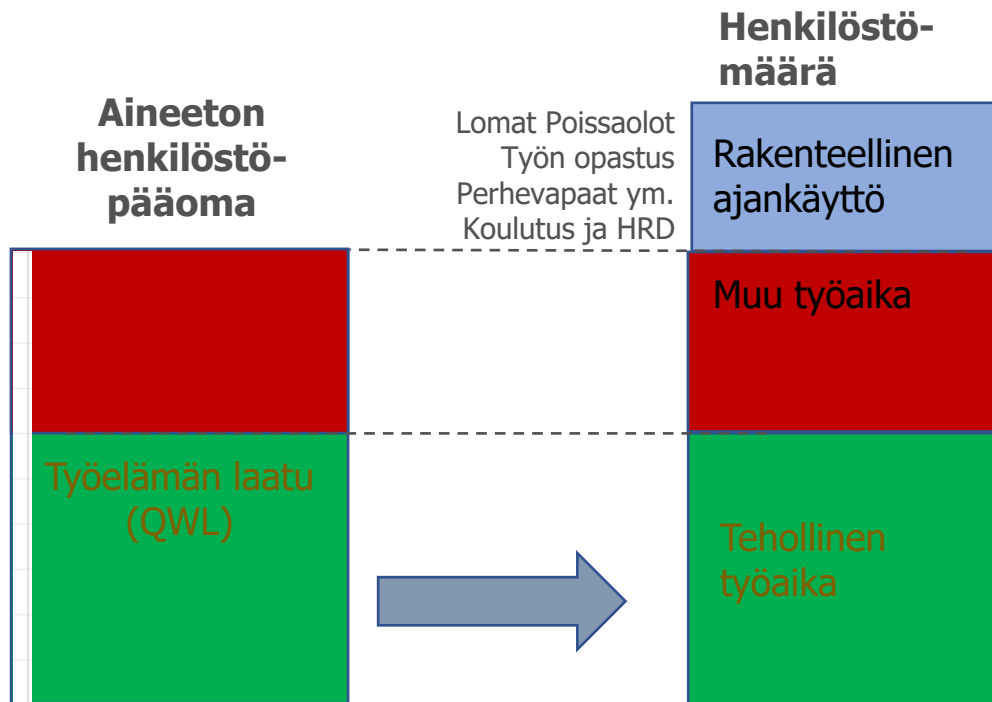 Aineeton
henkilöstö-
pääoma
Työelämän laatu
(QWL)
Lomat Poissaolot
Työn opastus
Perhevapaat ym.
Koulutus ja HRD
Henkilöstö-
määrä
Rakenteellinen
ajankäyttö
Muu työaika
Tehollinen
työaika